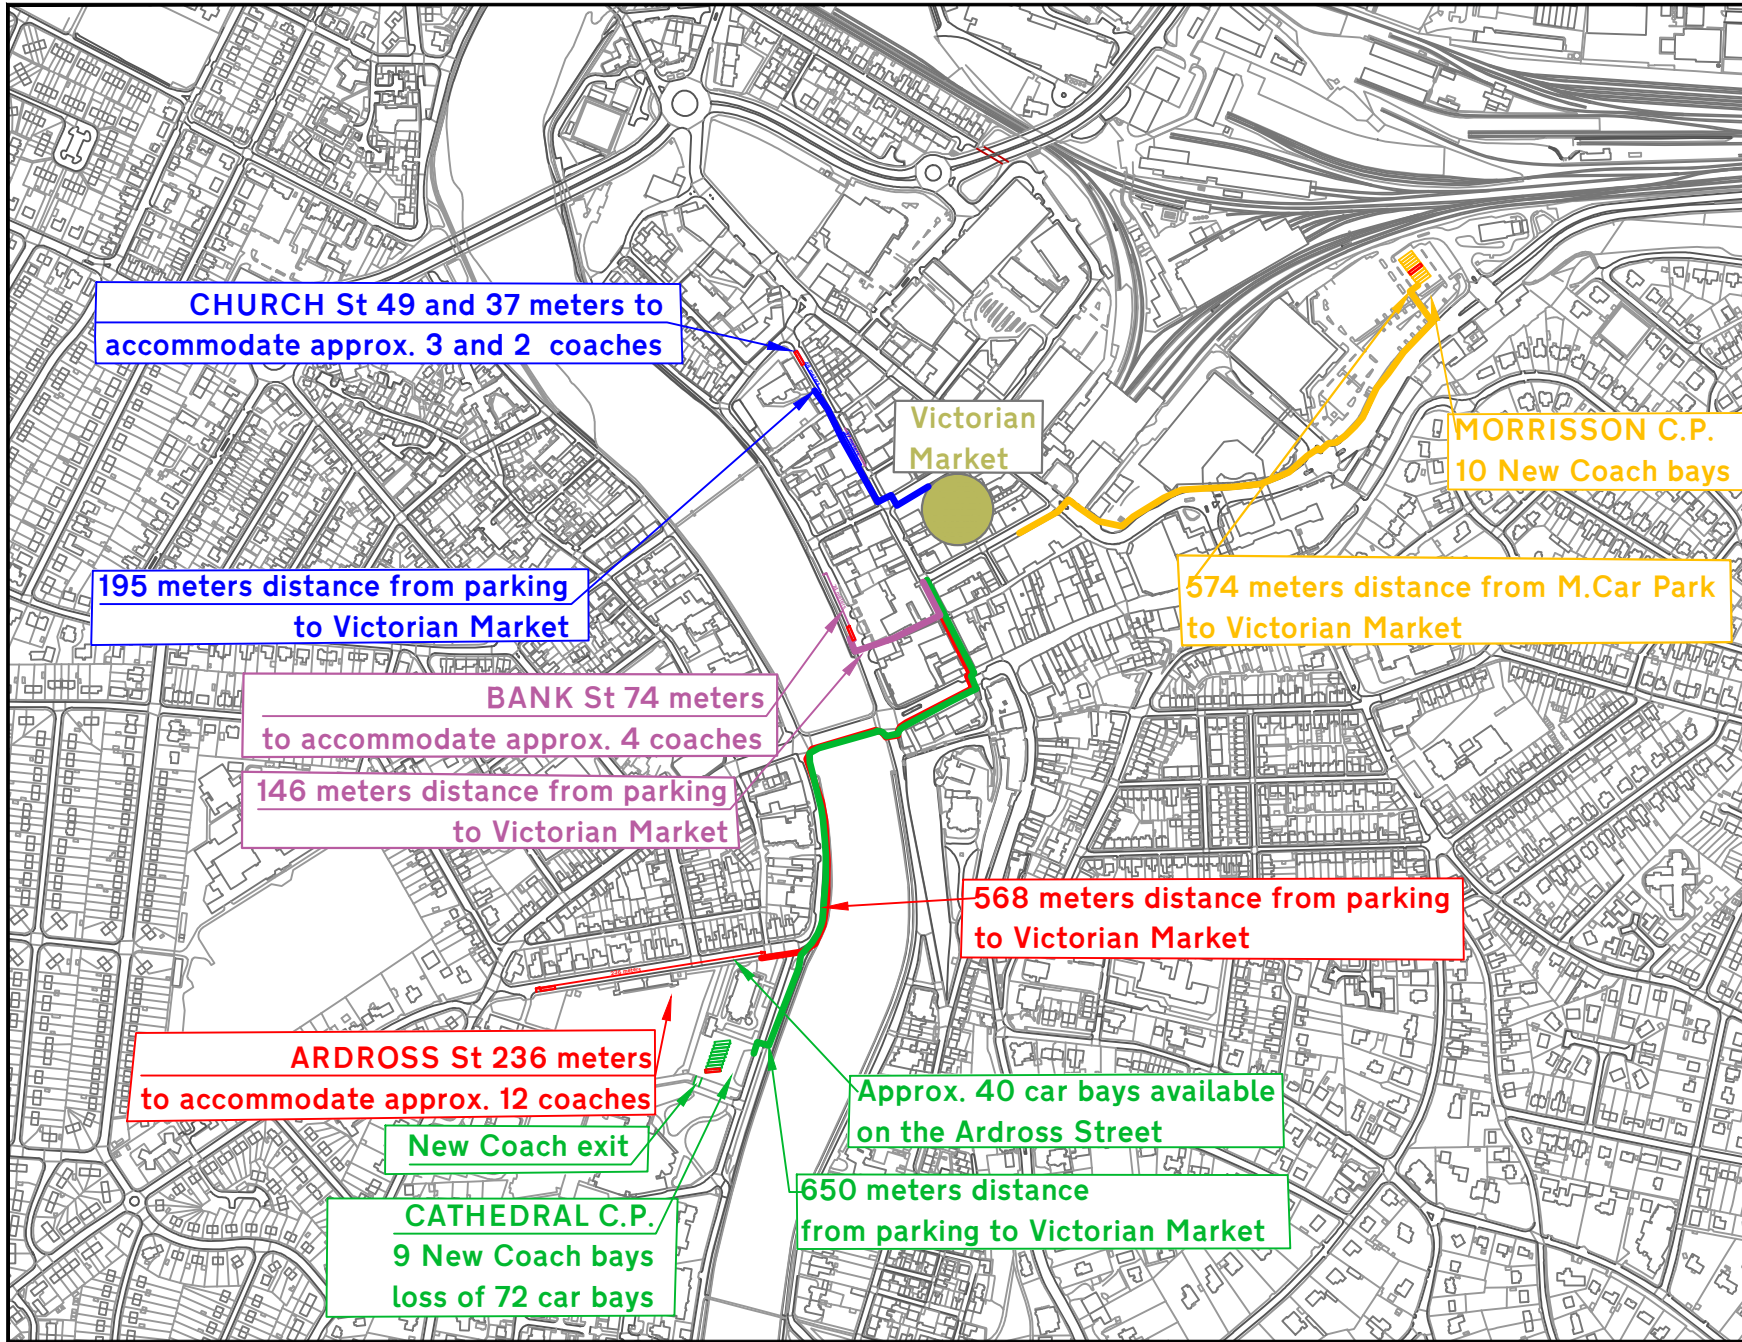 CHURCH St 49 and 37 meters to
accommodate approx. 3 and 2 coaches
Victorian
Market
MORRISSON C.P.
10 New Coach bays
195 meters distance from parking
to Victorian Market
574 meters distance from M.Car Park
to Victorian Market
BANK St 74 meters
to accommodate approx. 4 coaches
146 meters distance from parking
to Victorian Market
568 meters distance from parking
to Victorian Market
ARDROSS St 236 meters
to accommodate approx. 12 coaches
Approx. 40 car bays available
on the Ardross Street
New Coach exit
650 meters distance
from parking to Victorian Market
CATHEDRAL C.P.
9 New Coach bays
loss of 72 car bays